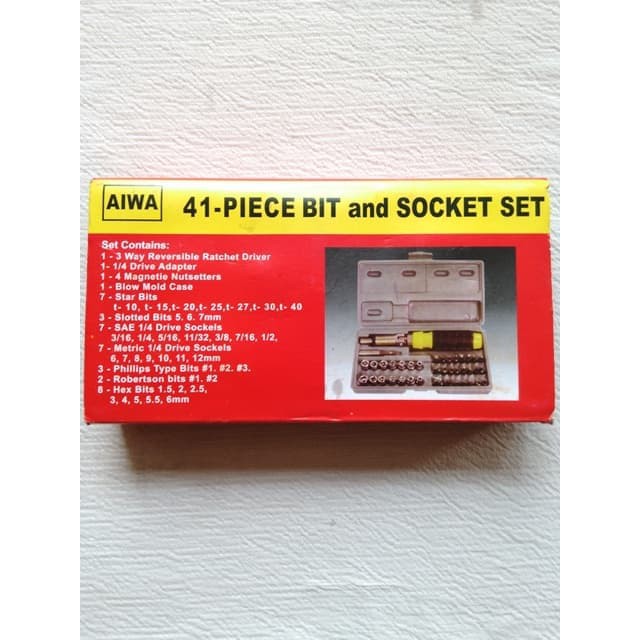 AIWA
41-PIECE BIT and SOCKET SET
Set Contains:
1 - 3 Way Reversible Ratchet Driver
1- 1/4 Drive Adapter
1 - 4 Magnetie Nutsetters
1 - Blow Mold Case
7 - Star Bits
t- 10, t- 15,t- 20,t- 25,t- 27,t- 30,t- 40
3 - Slotted Bits 5. 6. 7mm
7 - SAE 1/4 Drive Sockels
3/16, 1/4, 5/16, 11/32, 3/8, 7/16, 1/2,
7 - Metric 1/4 Drive Sockels
6, 7, 8, 9, 10, 11, 12mm
3 - Phillips Type Bits #1. #2. #3.
2 - Robertson bits #1. #2
8 - Hex Bits 1.5, 2, 2.5,
3, 4, 5, 5.5, 6mm